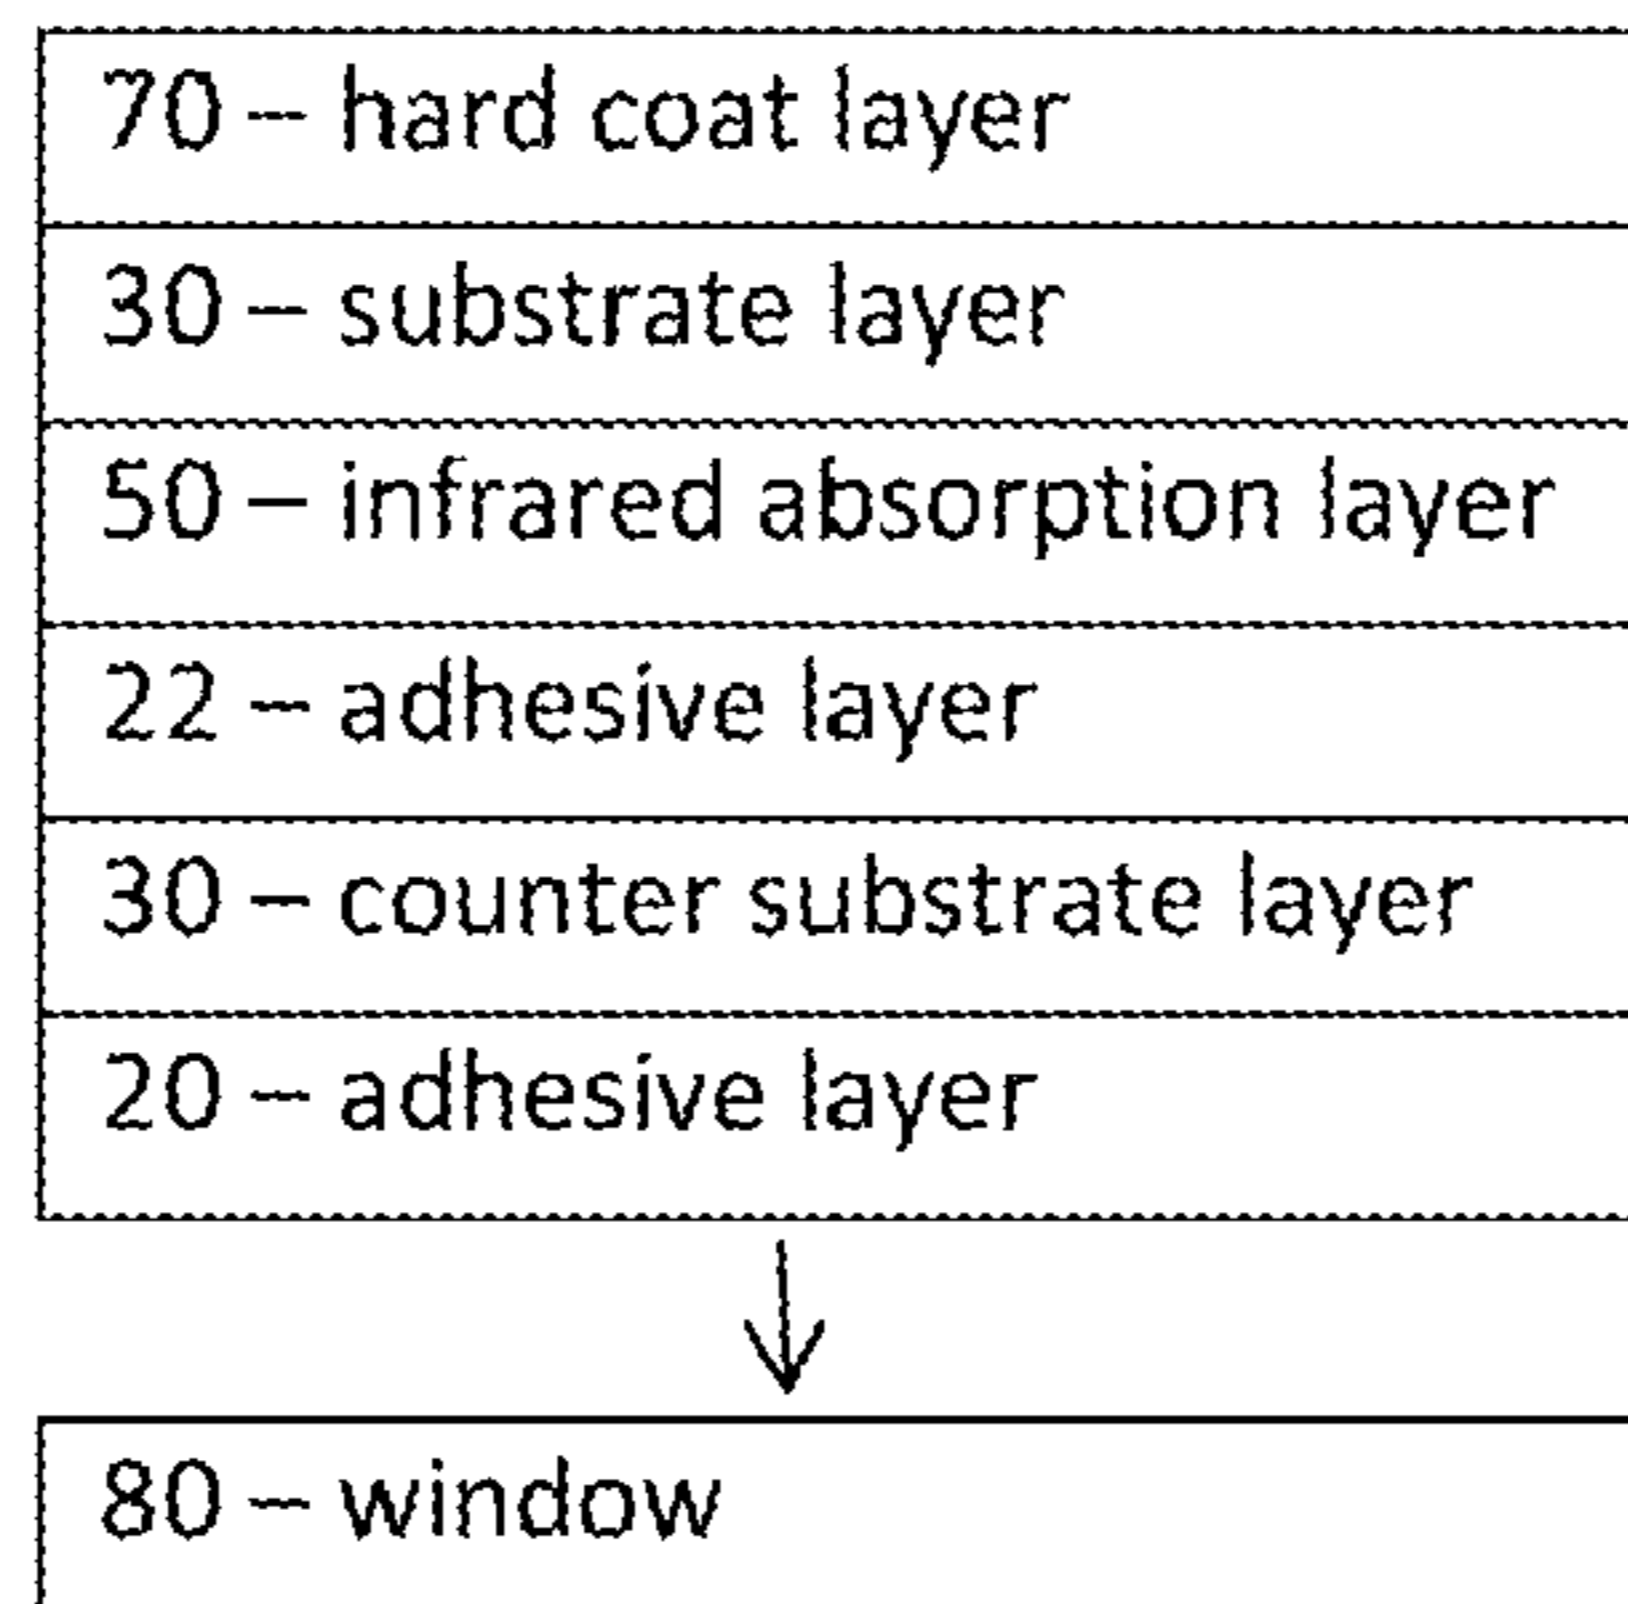 70 – hard coat layer
30 – substrate layer
50 – infrared absorption layer
22 – adhesive layer
30 – counter substrate layer
20 – adhesive layer
80 – window